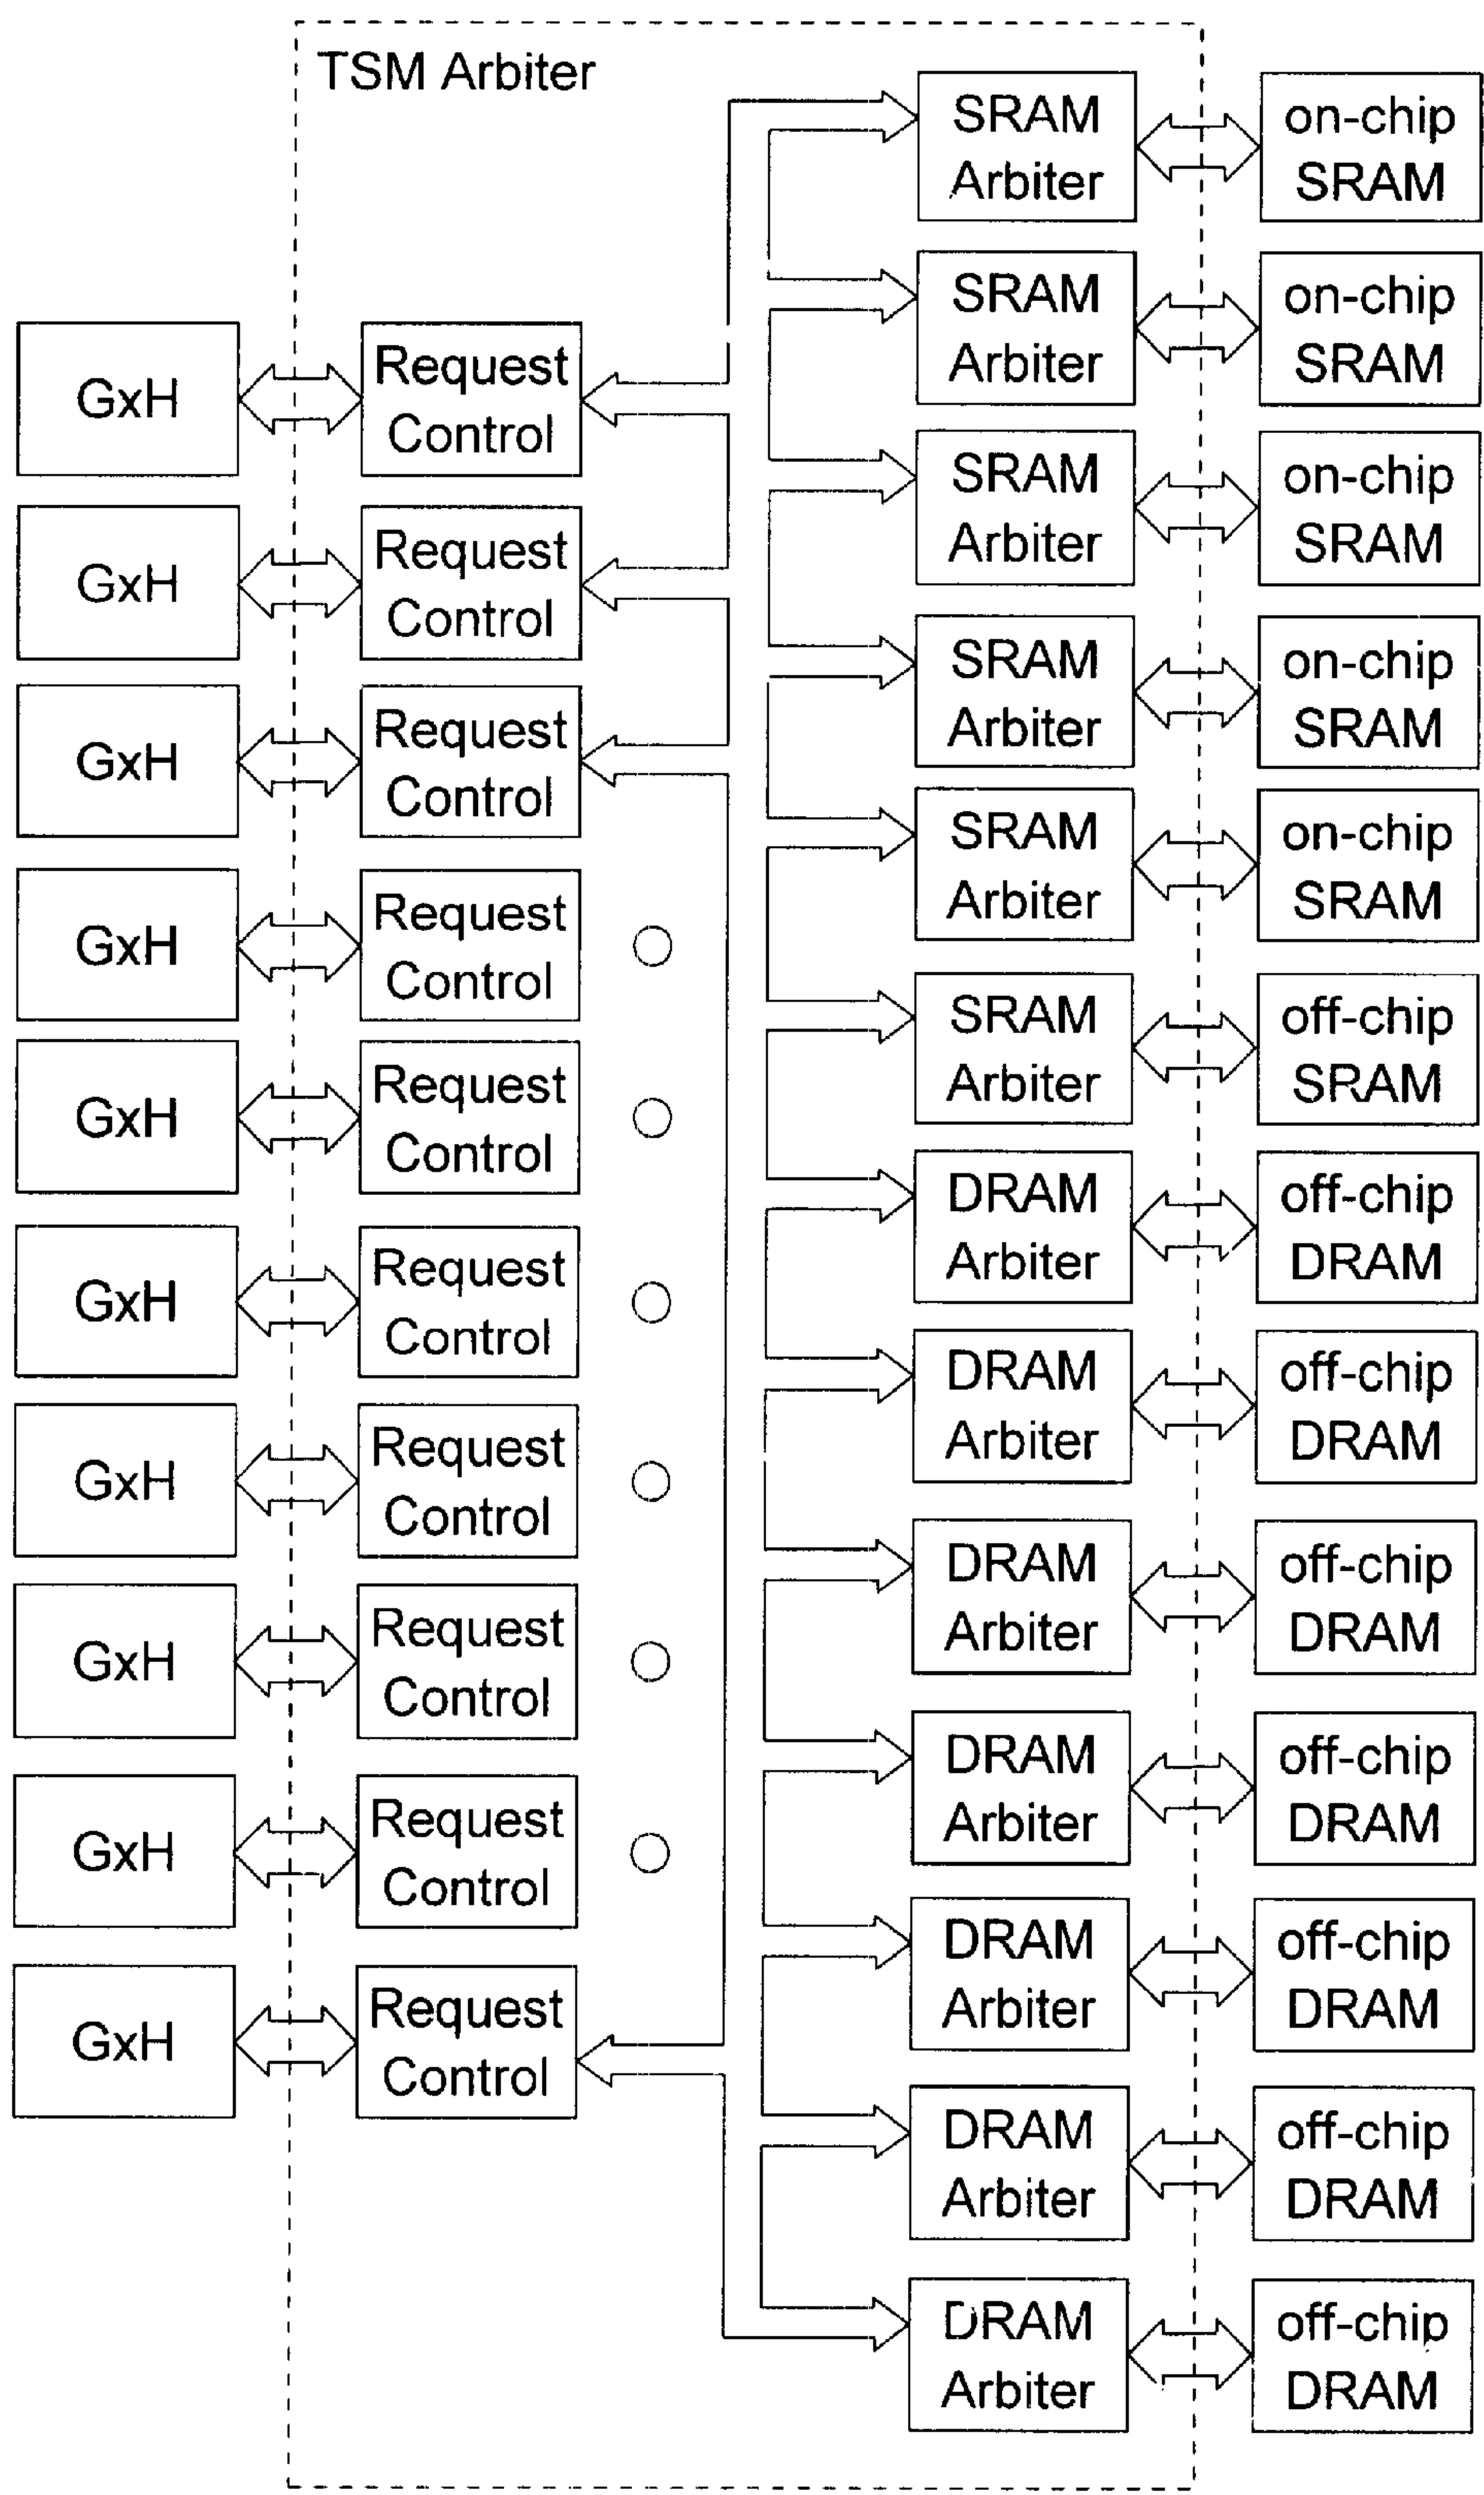 TSM Arbiter
GxH
GxH
GxH
GxH
GxH
GxH
GxH
GxH
GxH
GxH
Request
Control
Request
Control
Request
Control
Request
Control
Request
Control
Request
Control
Request
Control
Request
Control
Request
Control
Request
Control
SRAM
Arbiter
SRAM
Arbiter
SRAM
Arbiter
SRAM
Arbiter
SRAM
Arbiter
SRAM
Arbiter
DRAM
Arbiter
DRAM
Arbiter
DRAM
Arbiter
DRAM
Arbiter
DRAM
Arbiter
DRAM
Arbiter
DRAM
Arbiter
on-chip
SRAM
on-chip
SRAM
on-chip
SRAM
on-chip
SRAM
on-chip
SRAM
off-chip
SRAM
off-chip
DRAM
off-chip
DRAM
off-chip
DRAM
off-chip
DRAM
off-chip
DRAM
off-chip
DRAM
off-chip
DRAM